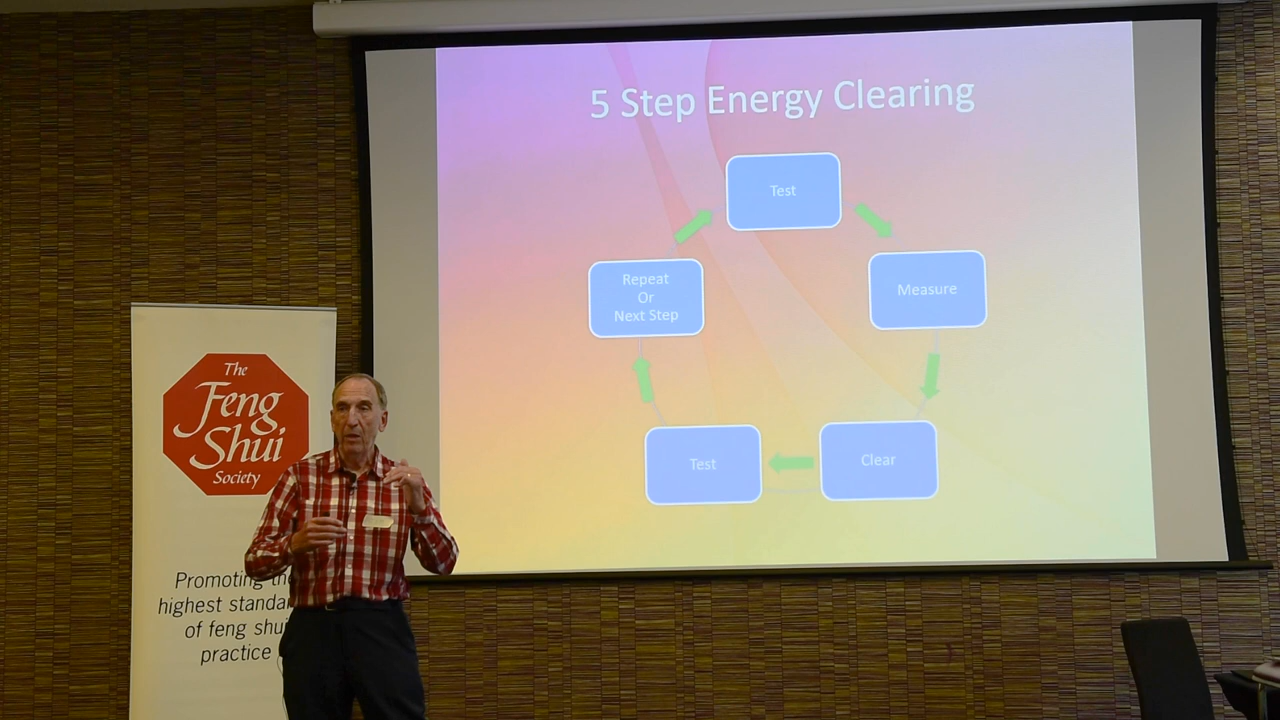 5 Step Energy Clearing
Test
Measure
Clear
Test
Repeat
Or
Next Step
The
Feng
Shui
Society
Promoting the
highest standa
of feng shui
practice